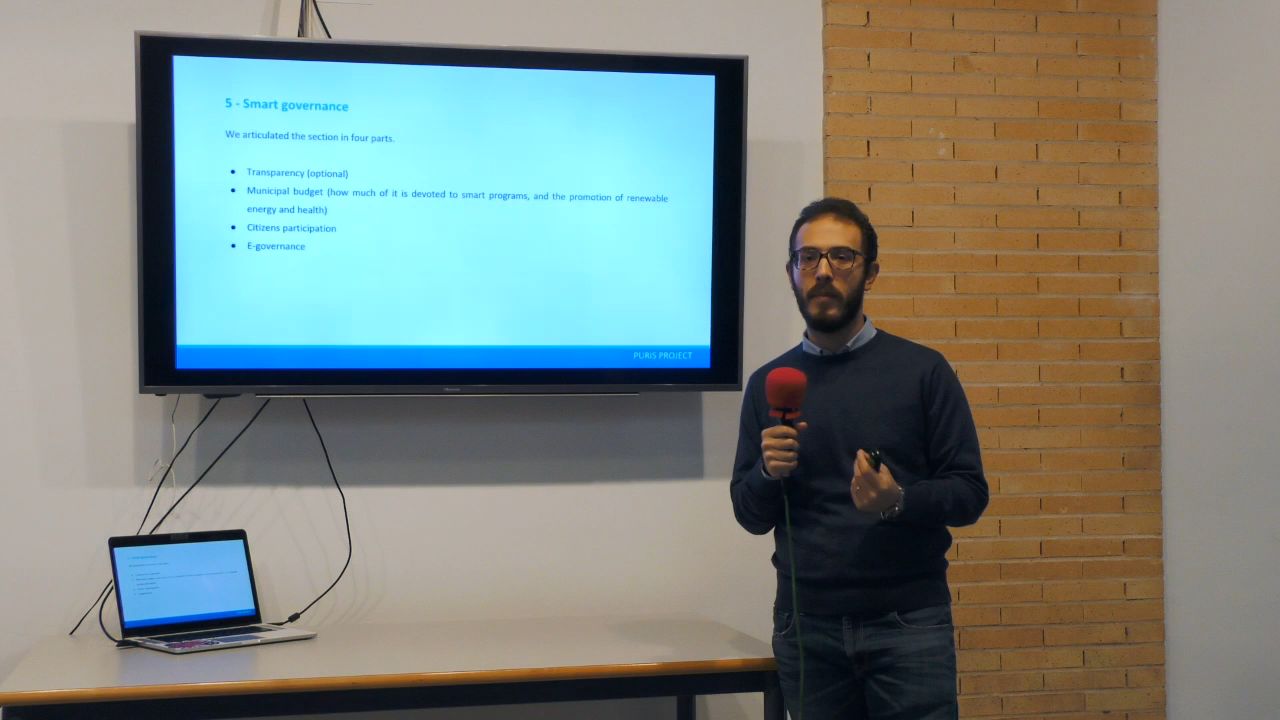 5 - Smart governance
We articulated the section in four parts.
• Transparency (optional)
• Municipal budget (how much of it is devoted to smart programs, and the promotion of renewable
energy and health)
• Citizens participation
• E-governance
PURIS PROJECT